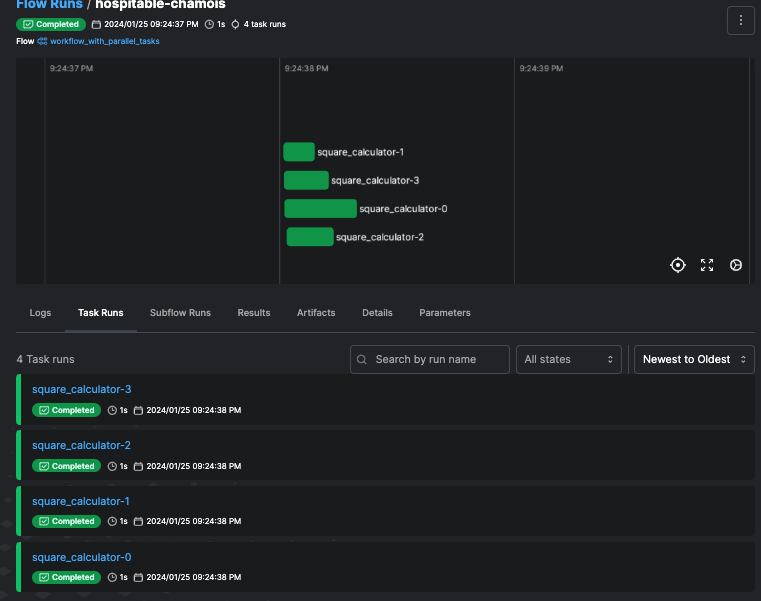 Flow Runs / hospitable-chamois
Completed 2024/01/25 09:24:37 PM 1s 4 task runs
Flow workflow_with_parallel_tasks
9:24:37 PM 9:24:38 PM 9:24:39 PM
square_calculator-1
square_calculator-3
square_calculator-0
square_calculator-2
Logs Task Runs Subflow Runs Results Artifacts Details Parameters
4 Task runs Search by run name All states Newest to Oldest
square_calculator-3
Completed 1s 2024/01/25 09:24:38 PM
square_calculator-2
Completed 1s 2024/01/25 09:24:38 PM
square_calculator-1
Completed 1s 2024/01/25 09:24:38 PM
square_calculator-0
Completed 1s 2024/01/25 09:24:38 PM